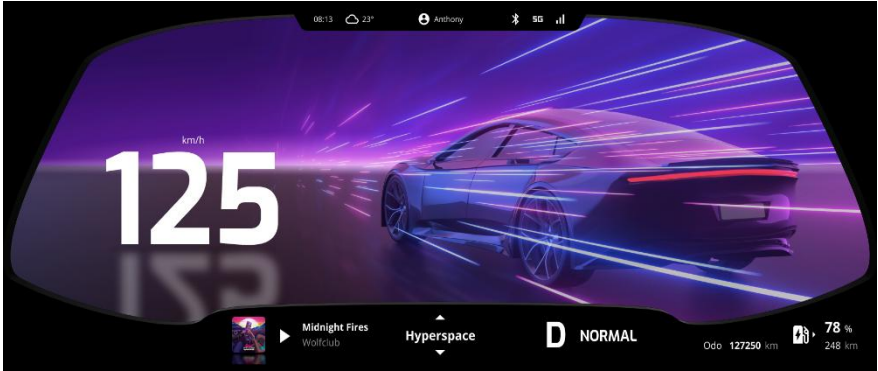 08:13 23° Anthony 5G
km/h
125
Midnight Fires
Wolfclub
Hyperspace
D NORMAL
Odo 127250 km
78 %
248 km